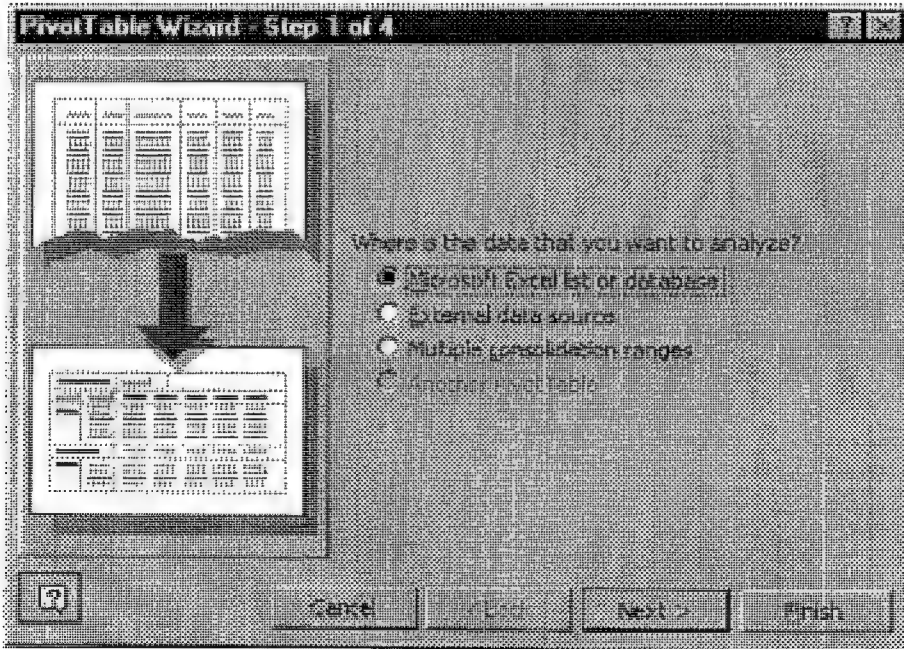 PivotTable Wizard - Step 1 of 4
Where is the data that you want to analyze?
Microsoft Excel list or database
External data source
Multiple consolidation ranges
Another PivotTable
Cancel
< Back
Next >
Finish